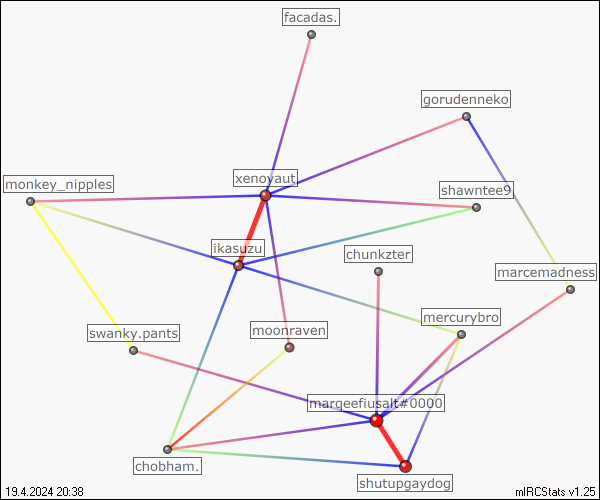 facadas.
gorudenneko
xenoyaut
monkey_nipples
shawntee9
ikasuzu
chunkzter
marcemadness
mercurybro
moonraven
swanky.pants
margeefiusalt#0000
chobham.
shutupgaydog
19.4.2024 20:38
mIRCStats v1.25